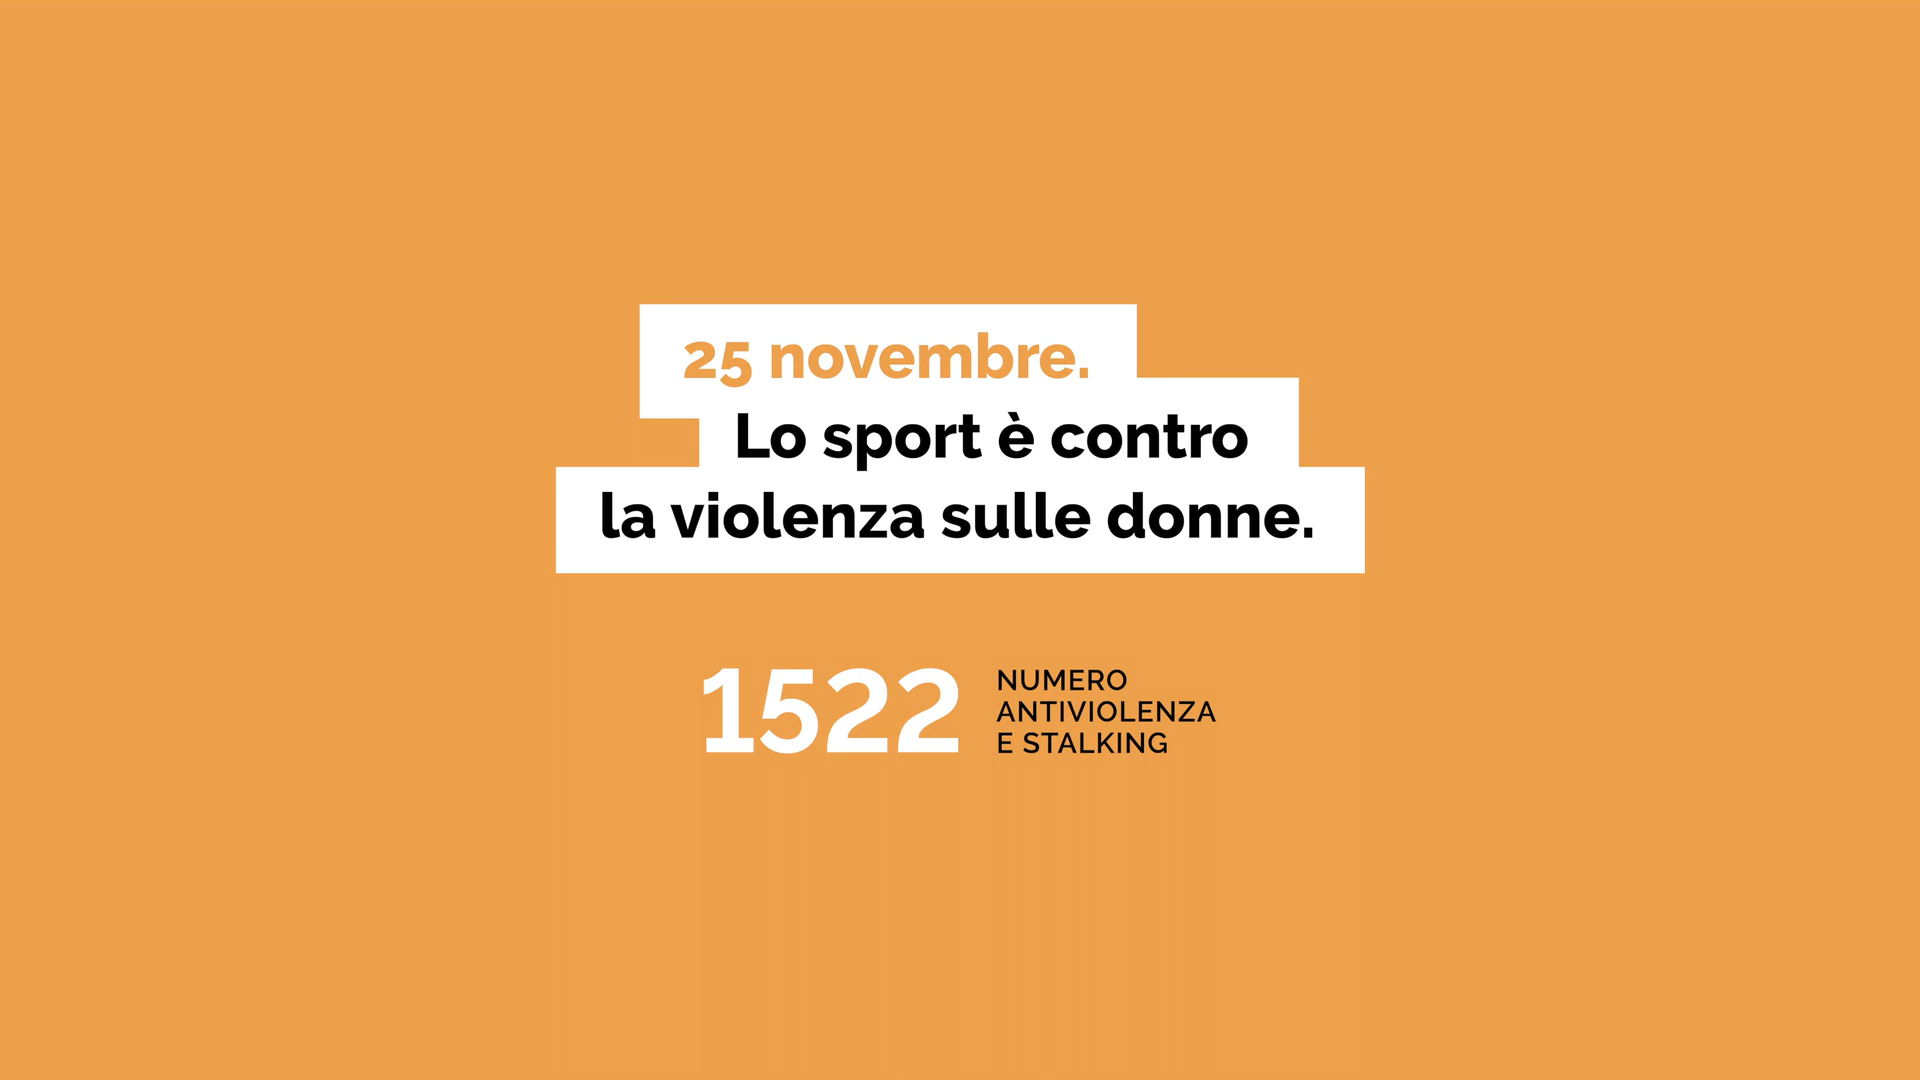 25 novembre.
Lo sport è contro
la violenza sulle donne.
1522
NUMERO
ANTIVIOLENZA
E STALKING